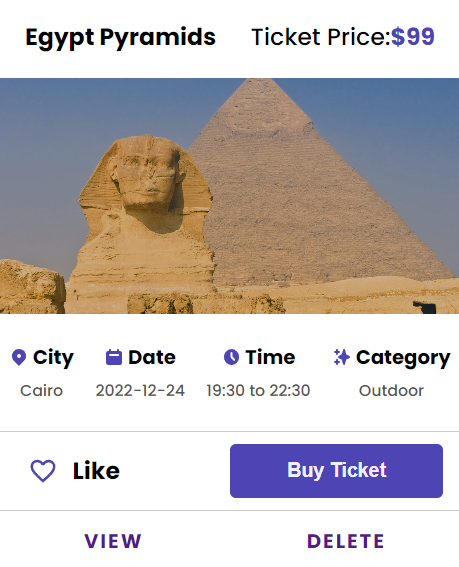 Egypt Pyramids Ticket Price:$99
City Date Time Category
Cairo 2022-12-24 19:30 to 22:30 Outdoor
Like Buy Ticket
VIEW DELETE